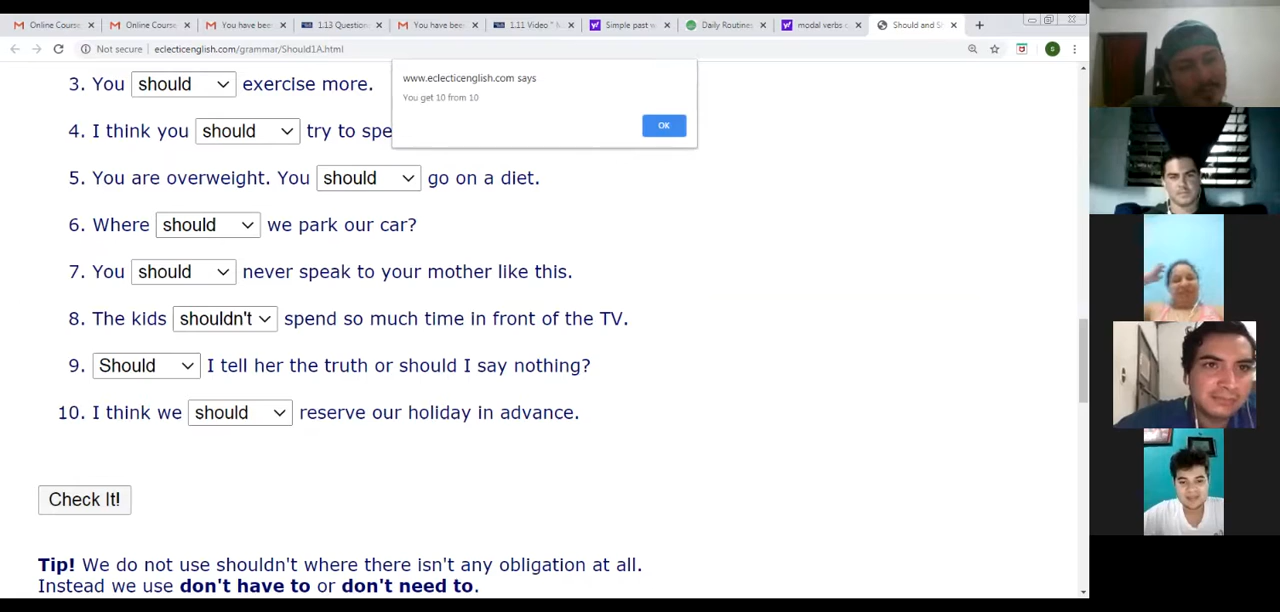 Online Cours
Online Cours
You have bee
1.13 Question
You have bee
1.11 Video " M
Simple past w
Daily Routines
modal verbs c
Should and S
Not secure
eclecticenglish.com/grammar/Should1A.html
S
www.eclecticenglish.com says
You get 10 from 10
OK
3. You should exercise more.
4. I think you should try to spe
5. You are overweight. You should go on a diet.
6. Where should we park our car?
7. You should never speak to your mother like this.
8. The kids shouldn't spend so much time in front of the TV.
9. Should I tell her the truth or should I say nothing?
10. I think we should reserve our holiday in advance.
Check It!
Tip! We do not use shouldn't where there isn't any obligation at all.
Instead we use don't have to or don't need to.